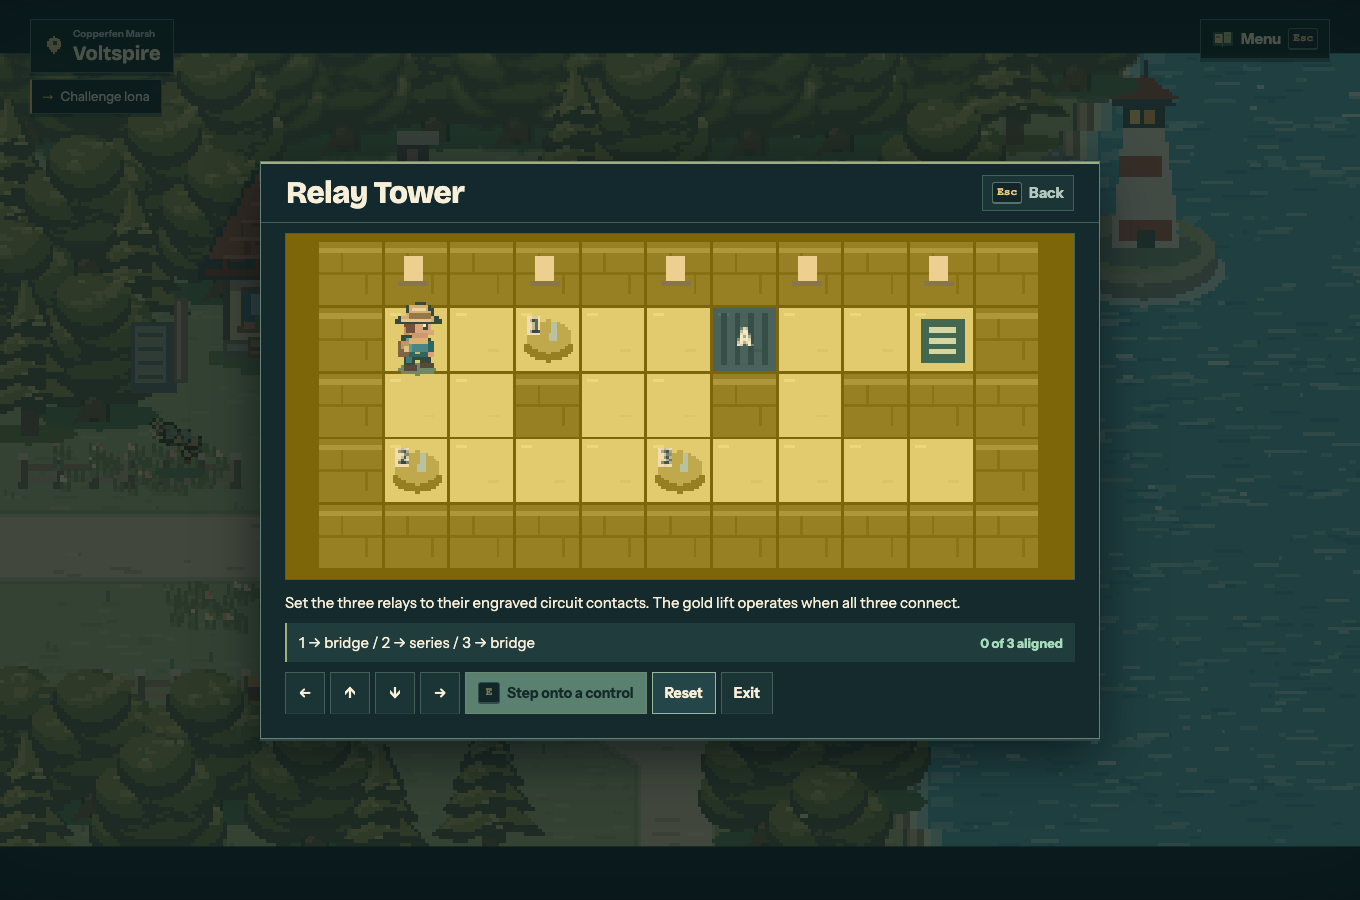 Copperfen Marsh
Voltspire
→ Challenge Iona
Menu Esc
Relay Tower
Esc Back
1
A
2
3
Set the three relays to their engraved circuit contacts. The gold lift operates when all three connect.
1 → bridge / 2 → series / 3 → bridge
0 of 3 aligned
← ↑ ↓ → E Step onto a control Reset Exit